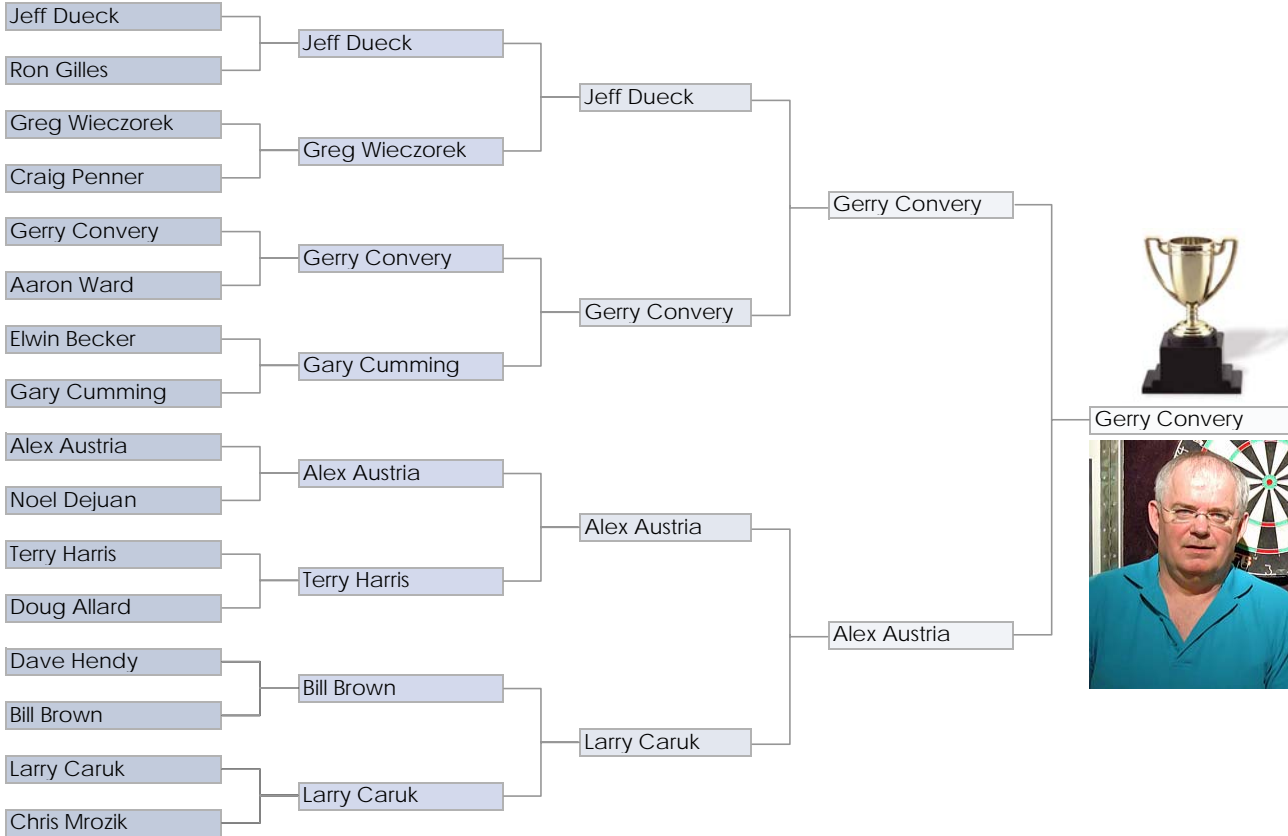 Jeff Dueck
Ron Gilles
Greg Wieczorek
Craig Penner
Gerry Convery
Aaron Ward
Elwin Becker
Gary Cumming
Alex Austria
Noel Dejuan
Terry Harris
Doug Allard
Dave Hendy
Bill Brown
Larry Caruk
Chris Mrozik
Jeff Dueck
Greg Wieczorek
Gerry Convery
Gary Cumming
Alex Austria
Terry Harris
Bill Brown
Larry Caruk
Jeff Dueck
Gerry Convery
Alex Austria
Larry Caruk
Gerry Convery
Alex Austria
Gerry Convery